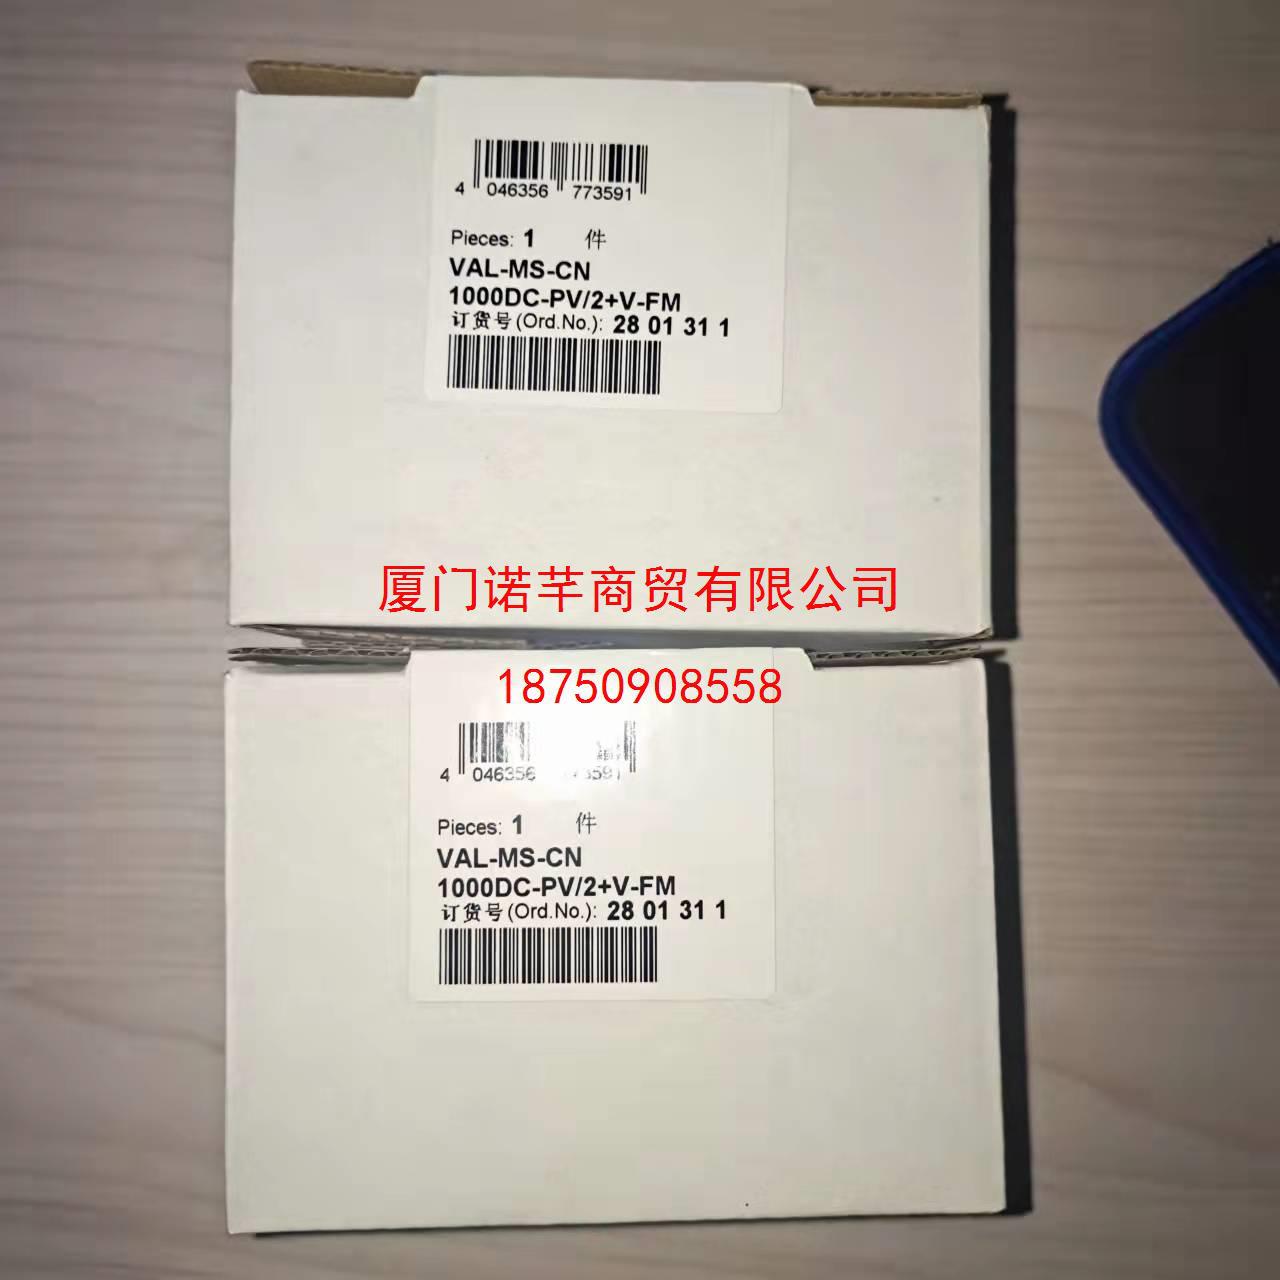 4 046356 773591
Pieces: 1 件
VAL-MS-CN
1000DC-PV/2+V-FM
订货号(Ord.No.): 28 01 31 1
厦门诺芊商贸有限公司
18750908558
4 046356 773591
Pieces: 1 件
VAL-MS-CN
1000DC-PV/2+V-FM
订货号(Ord.No.): 28 01 31 1